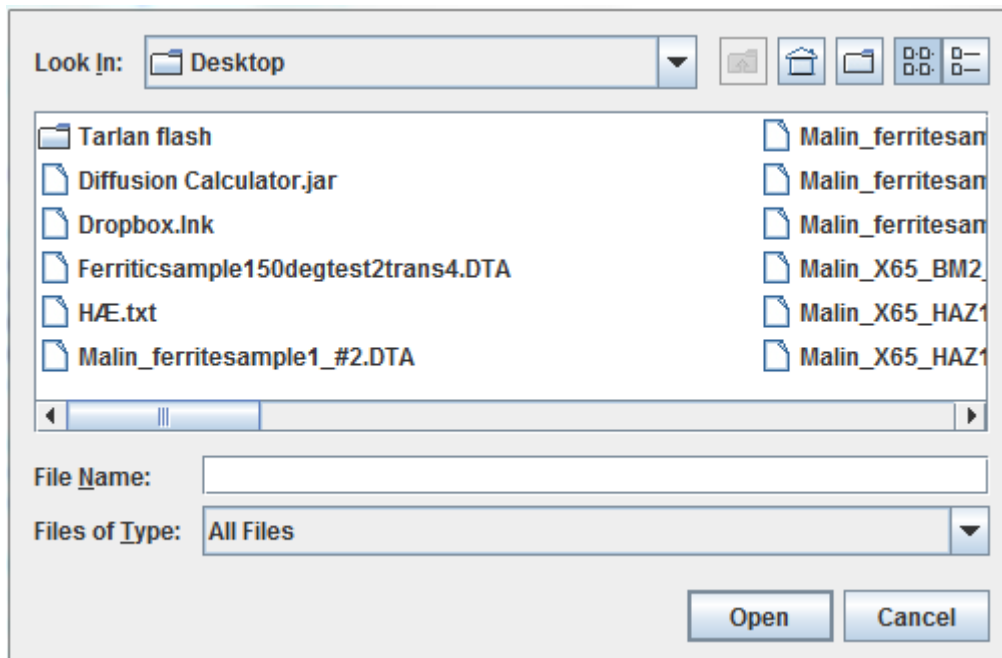 Look In: Desktop
Tarlan flash
Diffusion Calculator.jar
Dropbox.lnk
Ferriticsample150degtest2trans4.DTA
HÆ.txt
Malin_ferritesample1_#2.DTA
Malin_ferritesam
Malin_ferritesam
Malin_ferritesam
Malin_X65_BM2_
Malin_X65_HAZ1
Malin_X65_HAZ1
File Name:
Files of Type: All Files
Open Cancel